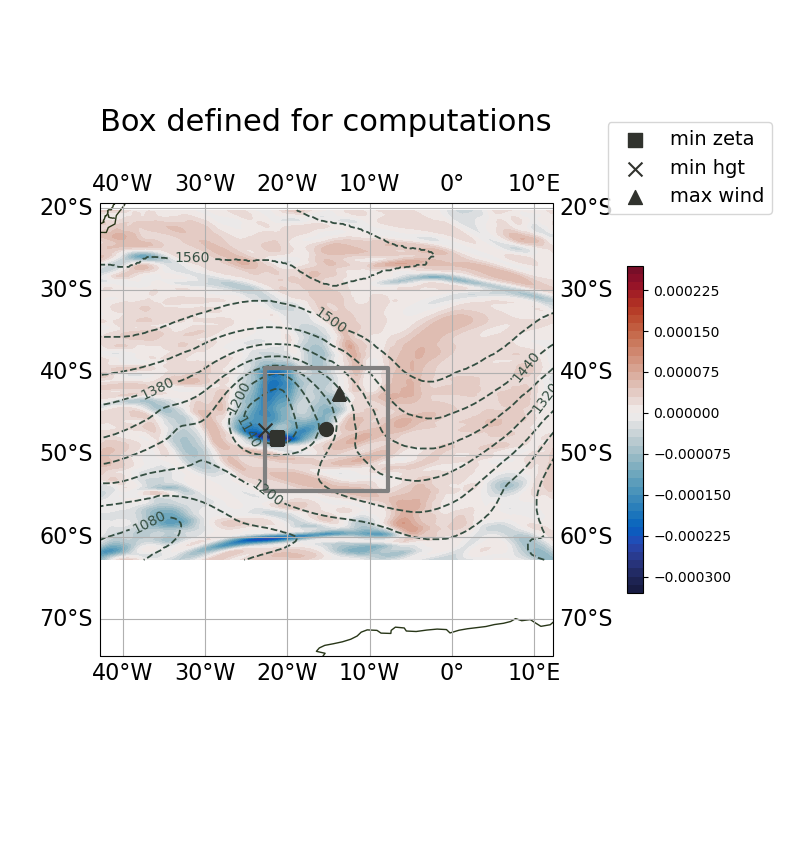 Box defined for computations
min zeta
min hgt
max wind
40°W 30°W 20°W 10°W 0° 10°E
20°S 20°S
1560
30°S 30°S
0.000225
1500
0.000150
40°S 40°S
1440
0.000075
1380
1320
1200
0.000000
1140
50°S 50°S
−0.000075
1200
−0.000150
1080
60°S 60°S
−0.000225
−0.000300
70°S 70°S
40°W 30°W 20°W 10°W 0° 10°E